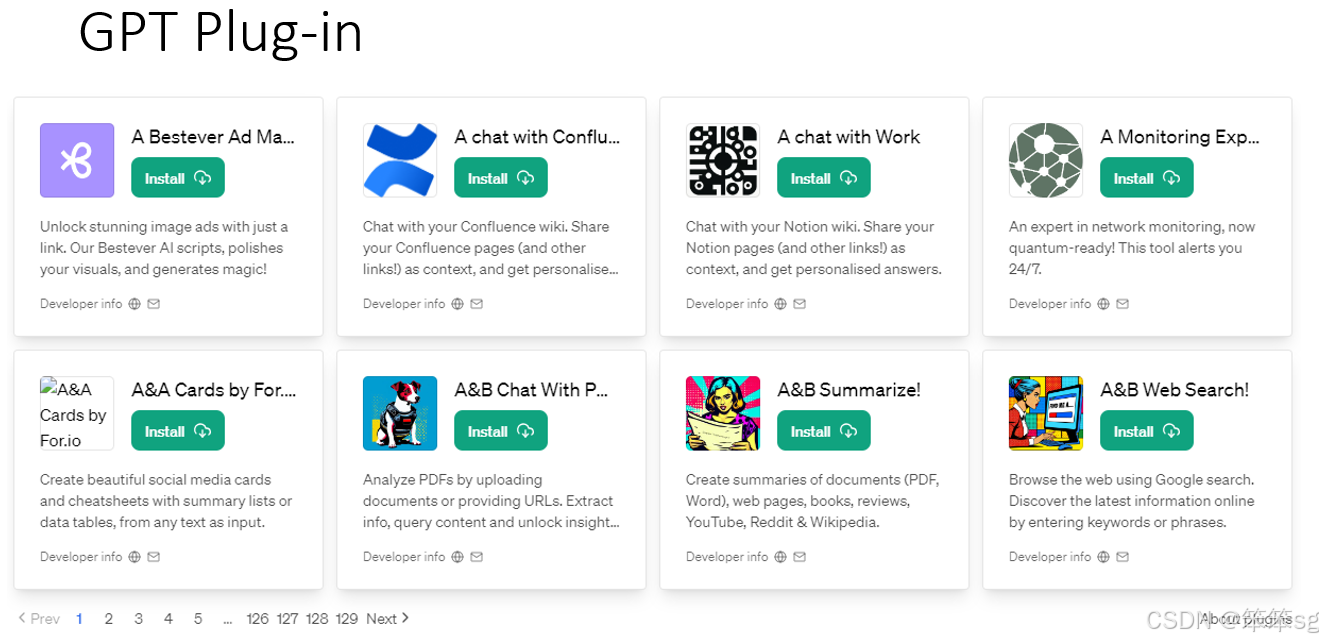 GPT Plug-in
A Bestever Ad Ma...
Install
Unlock stunning image ads with just a
link. Our Bestever AI scripts, polishes
your visuals, and generates magic!
Developer info
A chat with Conflu...
Install
Chat with your Confluence wiki. Share
your Confluence pages (and other
links!) as context, and get personalise...
Developer info
A chat with Work
Install
Chat with your Notion wiki. Share your
Notion pages (and other links!) as
context, and get personalised answers.
Developer info
A Monitoring Exp...
Install
An expert in network monitoring, now
quantum-ready! This tool alerts you
24/7.
Developer info
A&A
Cards by
For.io
A&A Cards by For....
Install
Create beautiful social media cards
and cheatsheets with summary lists or
data tables, from any text as input.
Developer info
A&B Chat With P...
Install
Analyze PDFs by uploading
documents or providing URLs. Extract
info, query content and unlock insight...
Developer info
A&B Summarize!
Install
Create summaries of documents (PDF,
Word), web pages, books, reviews,
YouTube, Reddit & Wikipedia.
Developer info
A&B Web Search!
Install
Browse the web using Google search.
Discover the latest information online
by entering keywords or phrases.
Developer info
Prev 1 2 3 4 5 ... 126 127 128 129 Next
About plugins
CSDN @笨笨sg